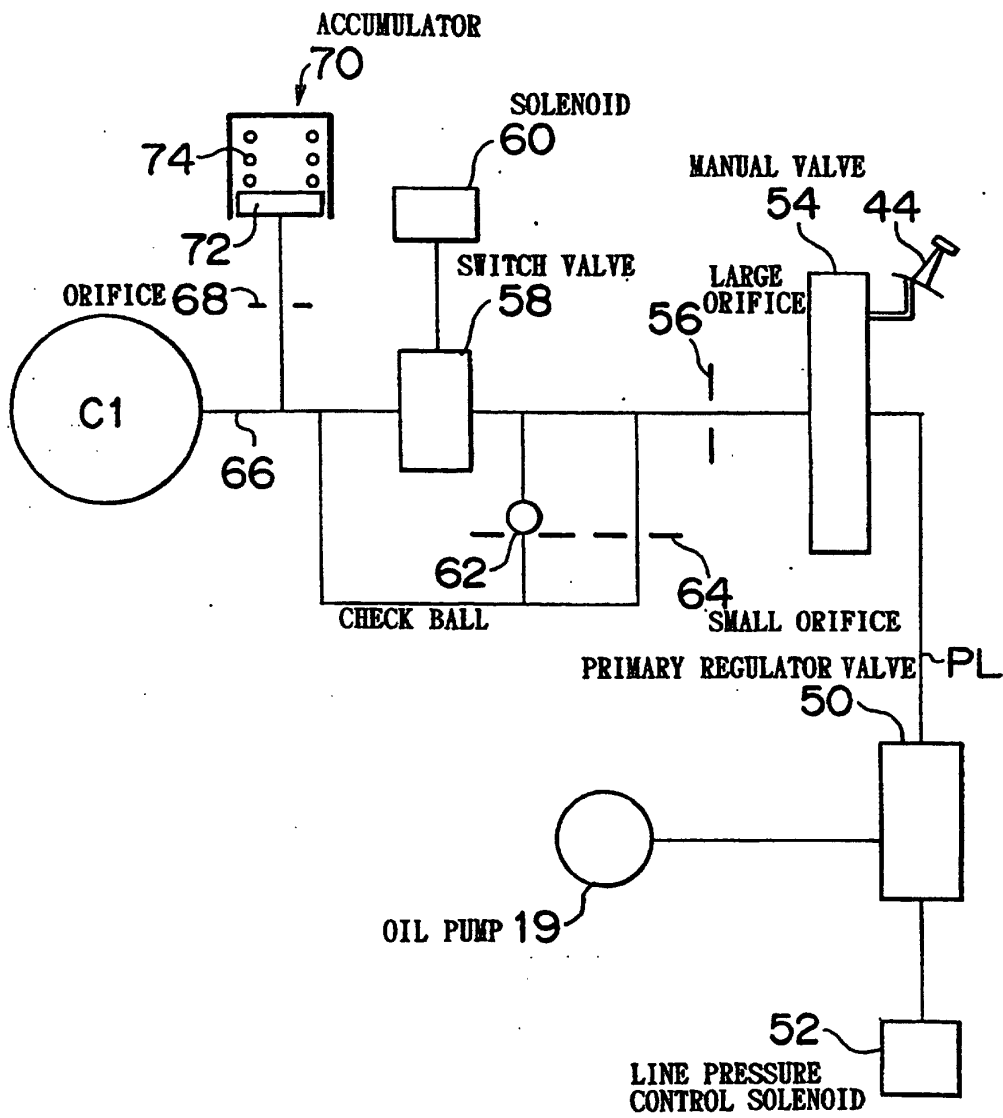 ACCUMULATOR
70
SOLENOID
60
74
MANUAL VALVE
54
44
72
SWITCH VALVE
58
LARGE
ORIFICE
ORIFICE 68
56
C1
66
62
64
CHECK BALL
SMALL ORIFICE
PRIMARY REGULATOR VALVE
PL
50
OIL PUMP 19
52
LINE PRESSURE
CONTROL SOLENOID